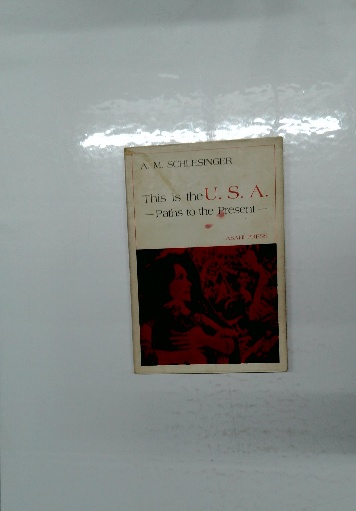 A. M. SCHLESINGER
This is the U. S. A.
—Paths to the Present—